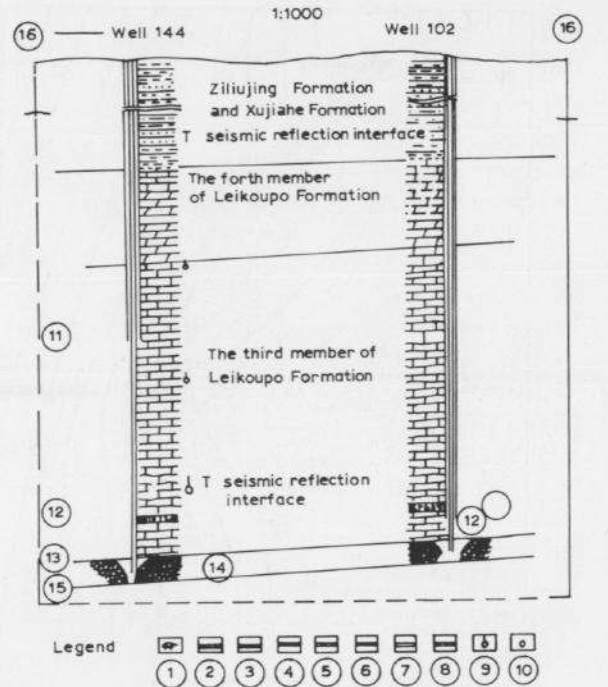 1:1000
16 Well 144 Well 102 16
Ziliujing Formation
and Xujiahe Formation
T seismic reflection interface
The forth member
of Leikoupo Formation
11
The third member of
Leikoupo Formation
T seismic reflection
interface
12
12
13
14
15
Legend
1 2 3 4 5 6 7 8 9 10